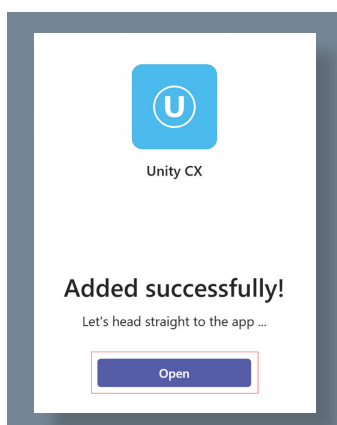 U
Unity CX
Added successfully!
Let's head straight to the app ...
Open